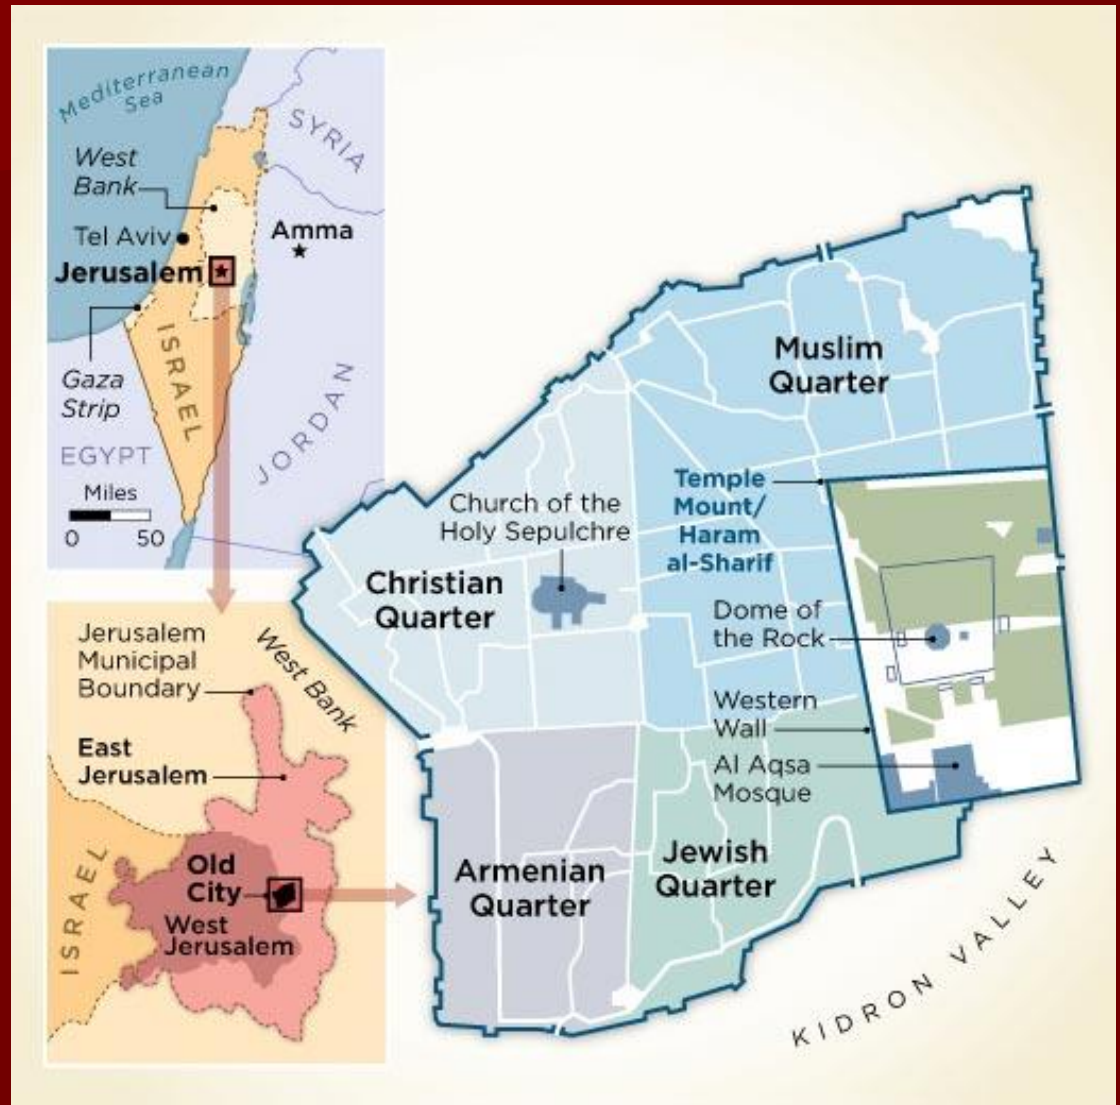 Mediterranean
Sea
SYRIA
West
Bank
Tel Aviv
Amma
Jerusalem
ISRAEL
Gaza
Strip
JORDAN
EGYPT
Miles
0 50
Jerusalem
Municipal
Boundary
West Bank
East
Jerusalem
ISRAEL
Old
City
West
Jerusalem
Muslim
Quarter
Temple
Mount/
Haram
al-Sharif
Church of the
Holy Sepulchre
Christian
Quarter
Dome of
the Rock
Western
Wall
Al Aqsa
Mosque
Armenian
Quarter
Jewish
Quarter
KIDRON VALLEY